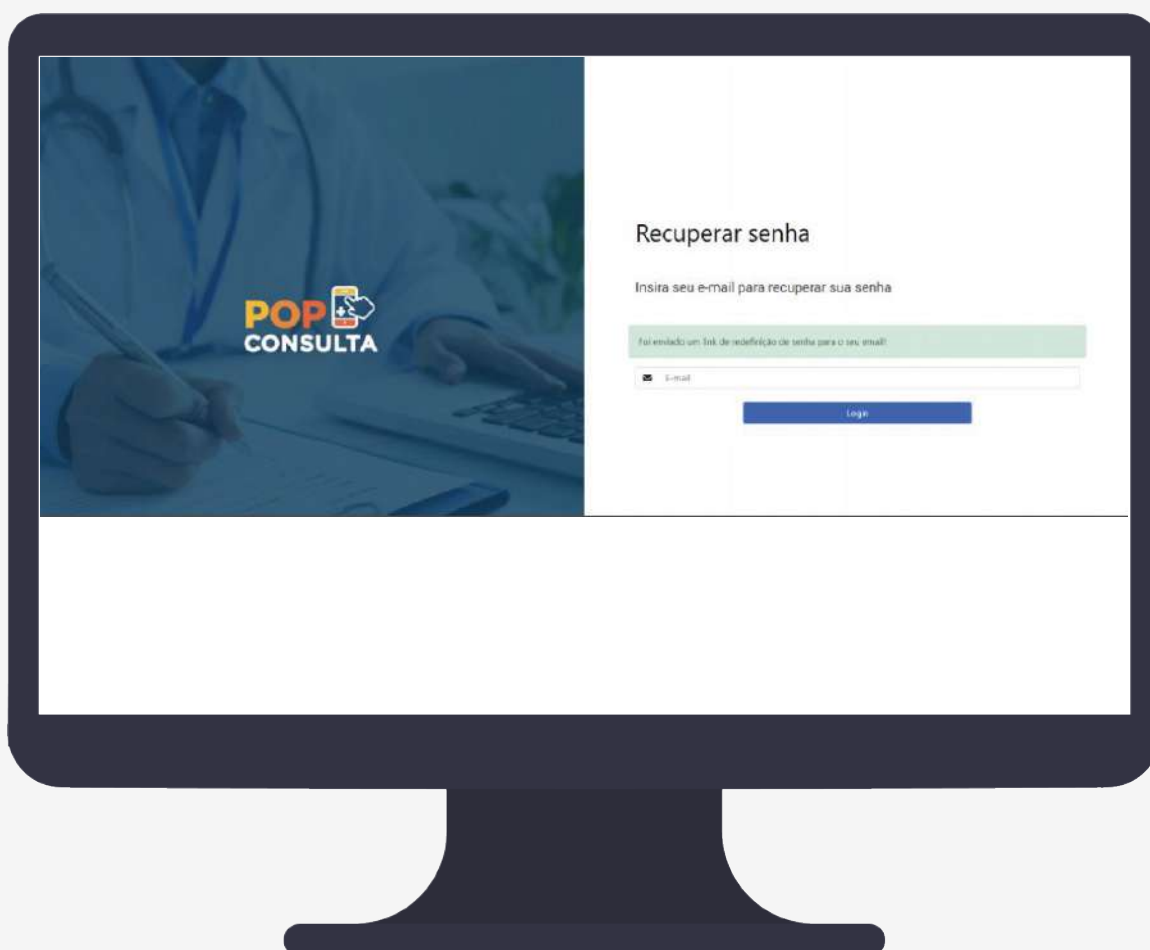 POP
CONSULTA
Recuperar senha
Insira seu e-mail para recuperar sua senha
Foi enviado um link de redefinição de senha para o seu email!
E-mail
Login